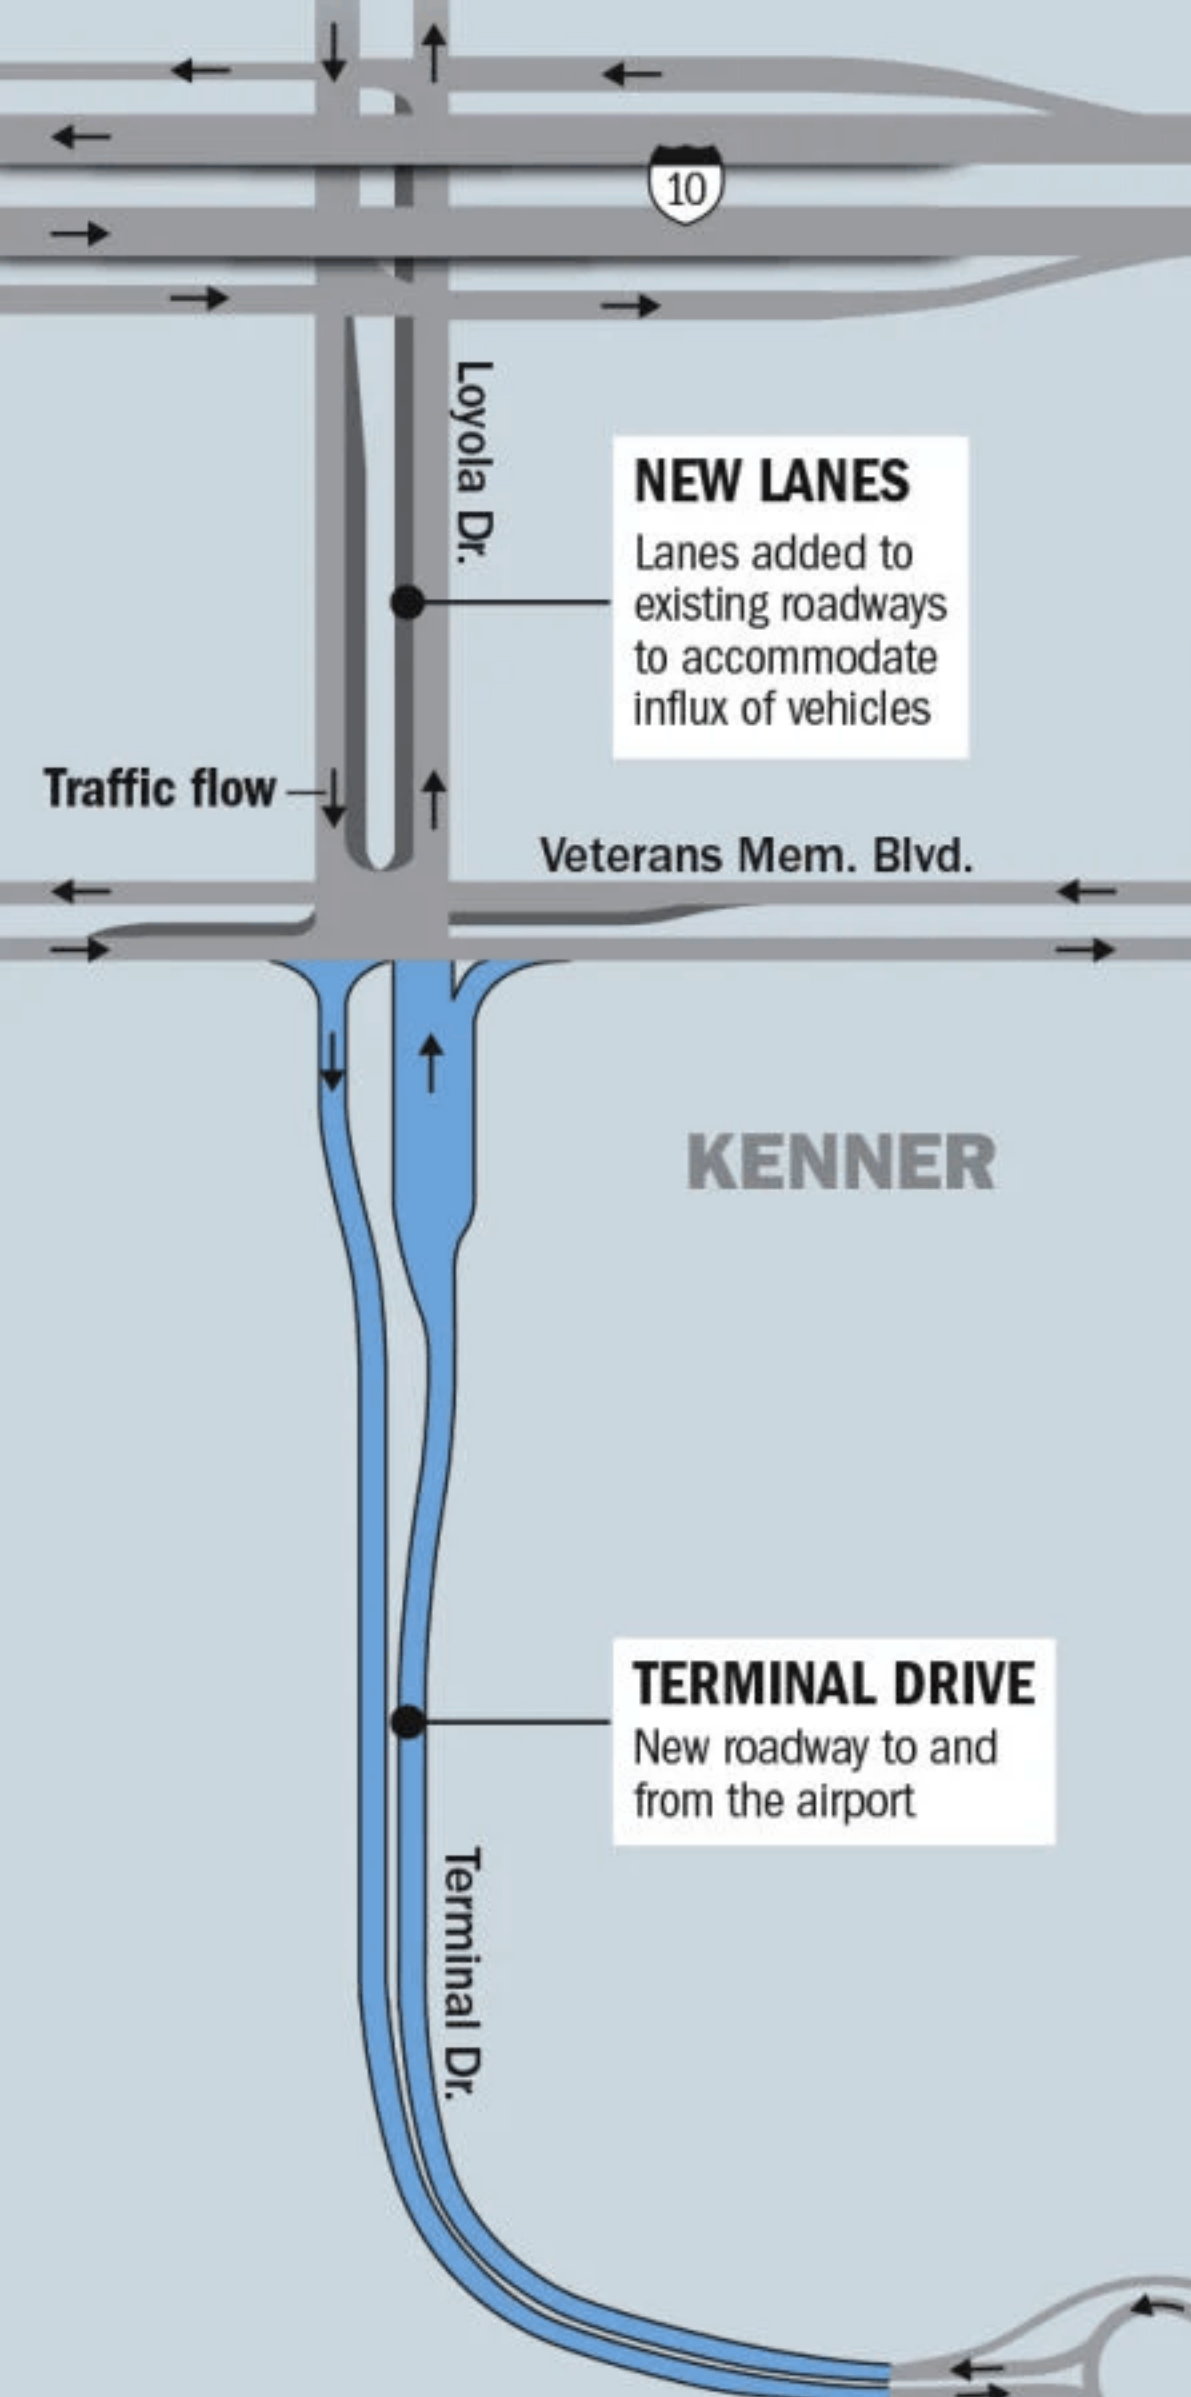 10
Loyola Dr.
NEW LANES
Lanes added to
existing roadways
to accommodate
influx of vehicles
Traffic flow
Veterans Mem. Blvd.
KENNER
TERMINAL DRIVE
New roadway to and
from the airport
Terminal Dr.